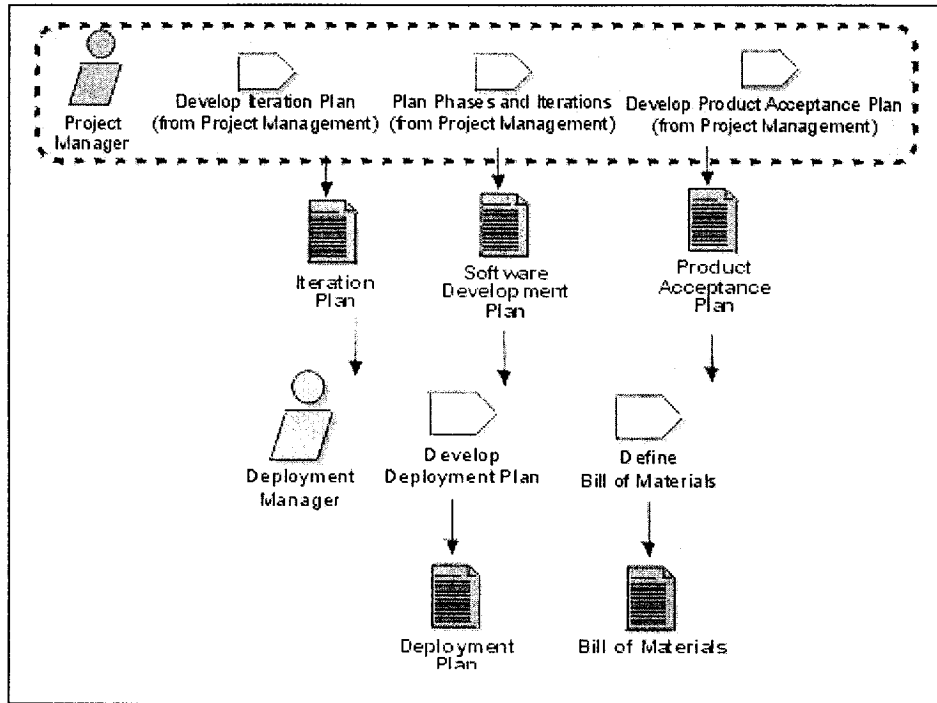 Project
Manager
Develop Iteration Plan
(from Project Management)
Plan Phases and Iterations
(from Project Management)
Develop Product Acceptance Plan
(from Project Management)
Iteration
Plan
Software
Development
Plan
Product
Acceptance
Plan
Deployment
Manager
Develop
Deployment Plan
Define
Bill of Materials
Deployment
Plan
Bill of Materials